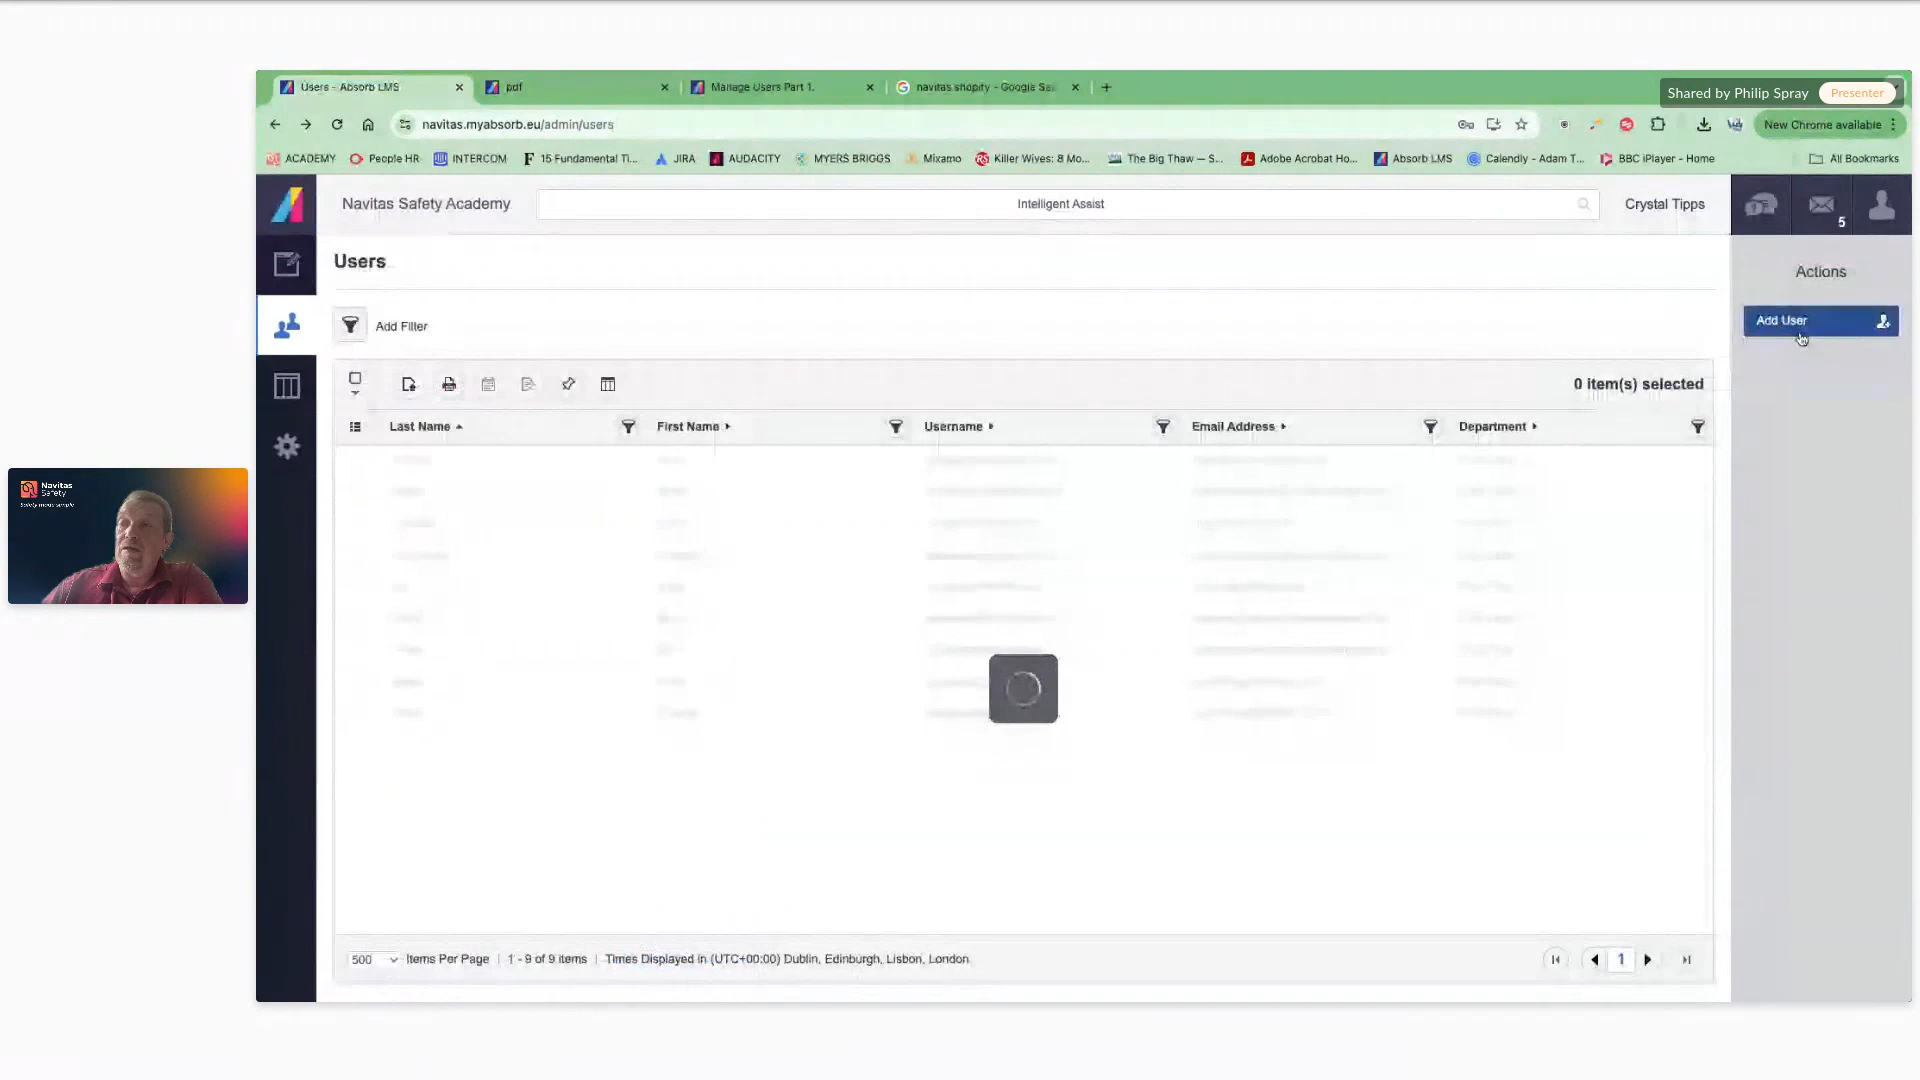 Users - Absorb LMS
pdf
Manage Users Part 1.
navitas shopify - Google Sea
Shared by Philip Spray
Presenter
navitas.myabsorb.eu/admin/users
New Chrome available
ACADEMY
People HR
INTERCOM
15 Fundamental Ti...
JIRA
AUDACITY
MYERS BRIGGS
Mixamo
Killer Wives: 8 Mo...
The Big Thaw – S...
Adobe Acrobat Ho...
Absorb LMS
Calendly - Adam T...
BBC iPlayer - Home
All Bookmarks
Navitas Safety Academy
Intelligent Assist
Crystal Tipps
5
Users
Actions
Add Filter
Add User
0 item(s) selected
Last Name
First Name
Username
Email Address
Department
Navitas
Safety
Safety made simple
500
Items Per Page
1 - 9 of 9 items
Times Displayed in (UTC+00:00) Dublin, Edinburgh, Lisbon, London
1